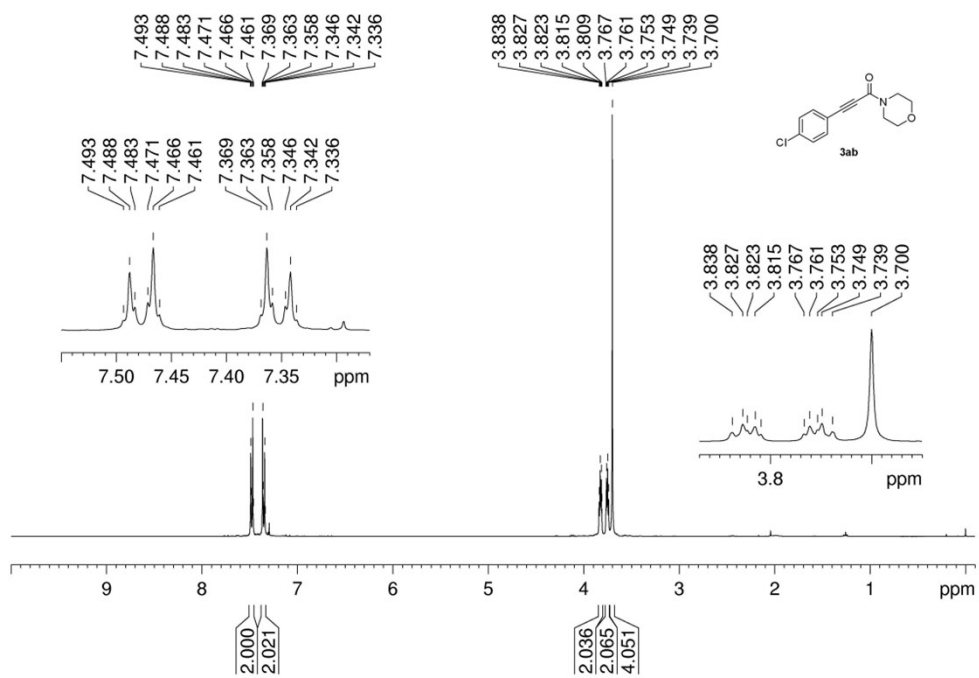 7.493 7.488 7.483 7.471 7.466 7.461 7.369 7.363 7.358 7.346 7.342 7.336
3.838 3.827 3.823 3.815 3.809 3.767 3.761 3.753 3.749 3.739 3.700
O
N
O
Cl
3ab
7.493 7.488 7.483 7.471 7.466 7.461 7.369 7.363 7.358 7.346 7.342 7.336
7.50 7.45 7.40 7.35 ppm
3.838 3.827 3.823 3.815 3.767 3.761 3.753 3.749 3.739 3.700
3.8 ppm
9 8 7 6 5 4 3 2 1 ppm
2.000 2.021 2.036 2.065 4.051